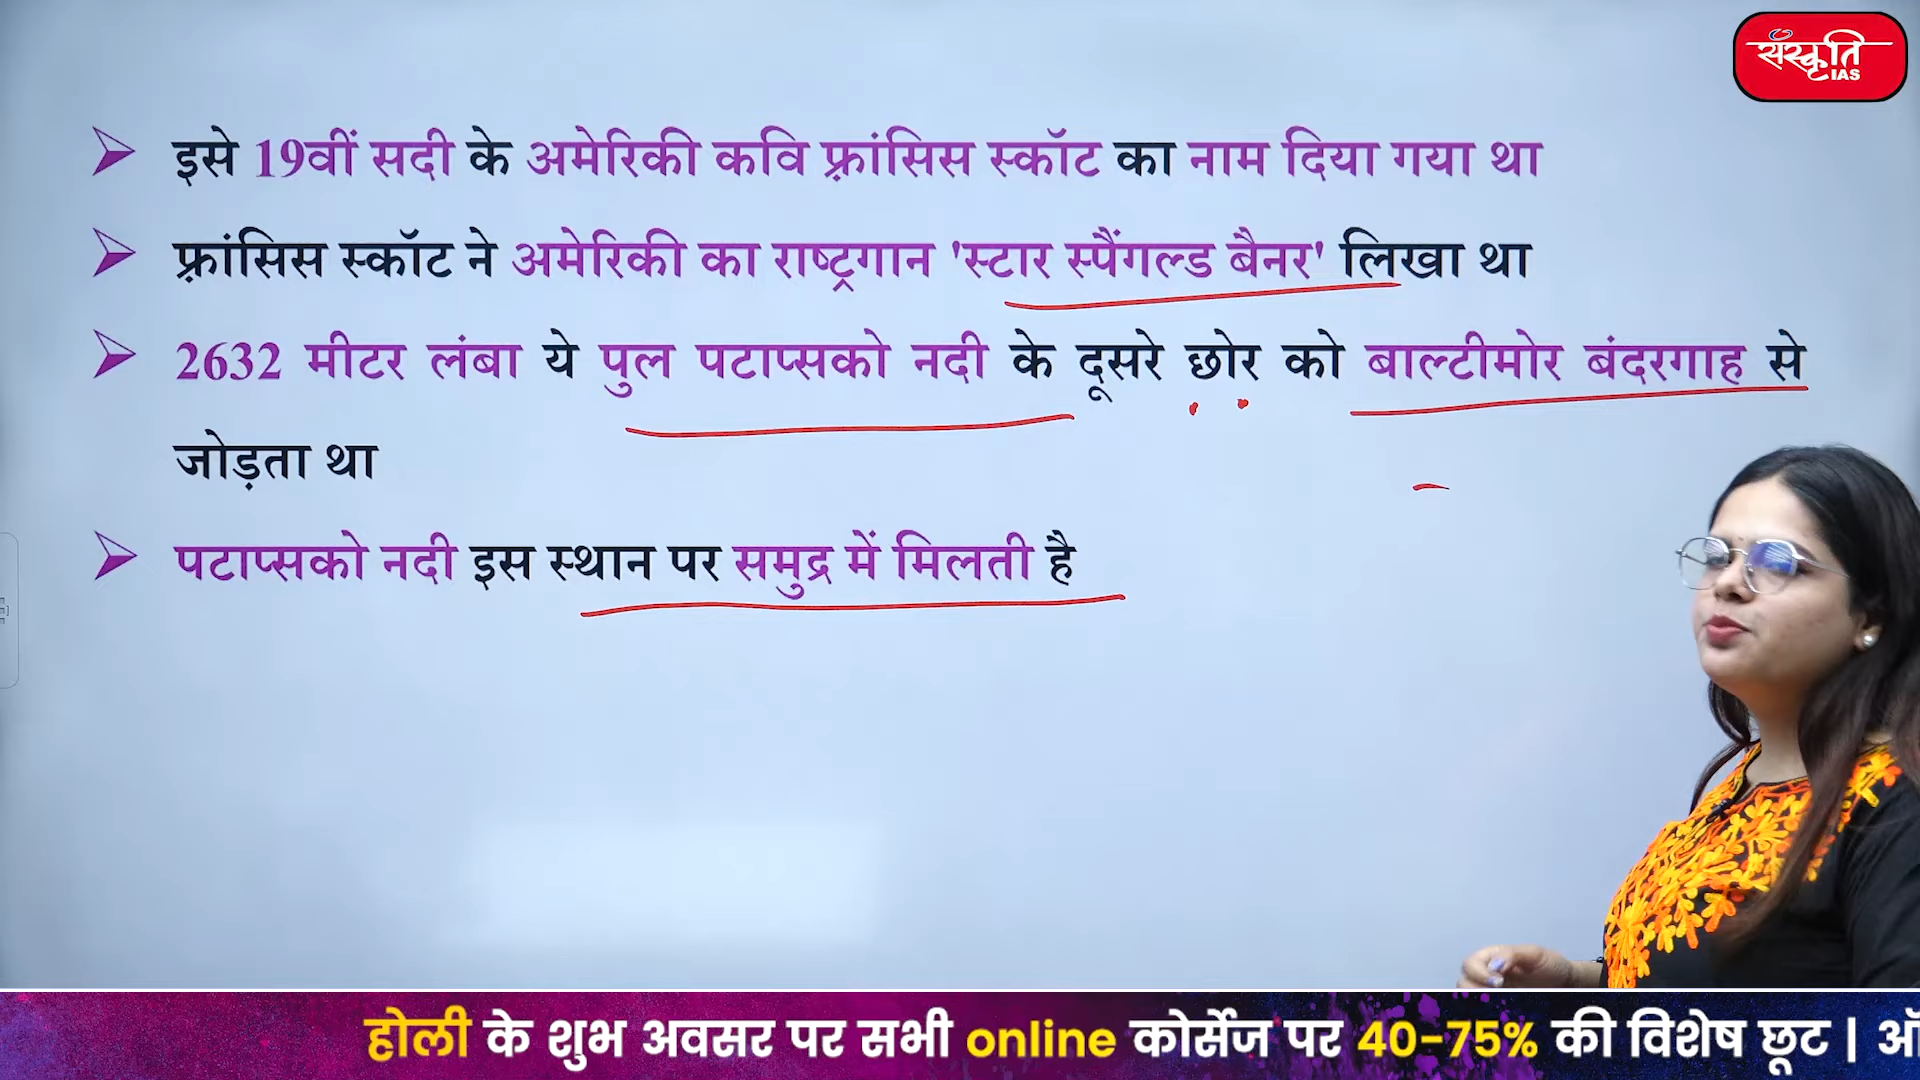 संस्कृति
IAS
इसे 19वीं सदी के अमेरिकी कवि फ़्रांसिस स्कॉट का नाम दिया गया था
फ़्रांसिस स्कॉट ने अमेरिकी का राष्ट्रगान 'स्टार स्पैंगल्ड बैनर' लिखा था
2632 मीटर लंबा ये पुल पटाप्सको नदी के दूसरे छोर को बाल्टीमोर बंदरगाह से
जोड़ता था
पटाप्सको नदी इस स्थान पर समुद्र में मिलती है
होली के शुभ अवसर पर सभी online कोर्सेज पर 40-75% की विशेष छूट |